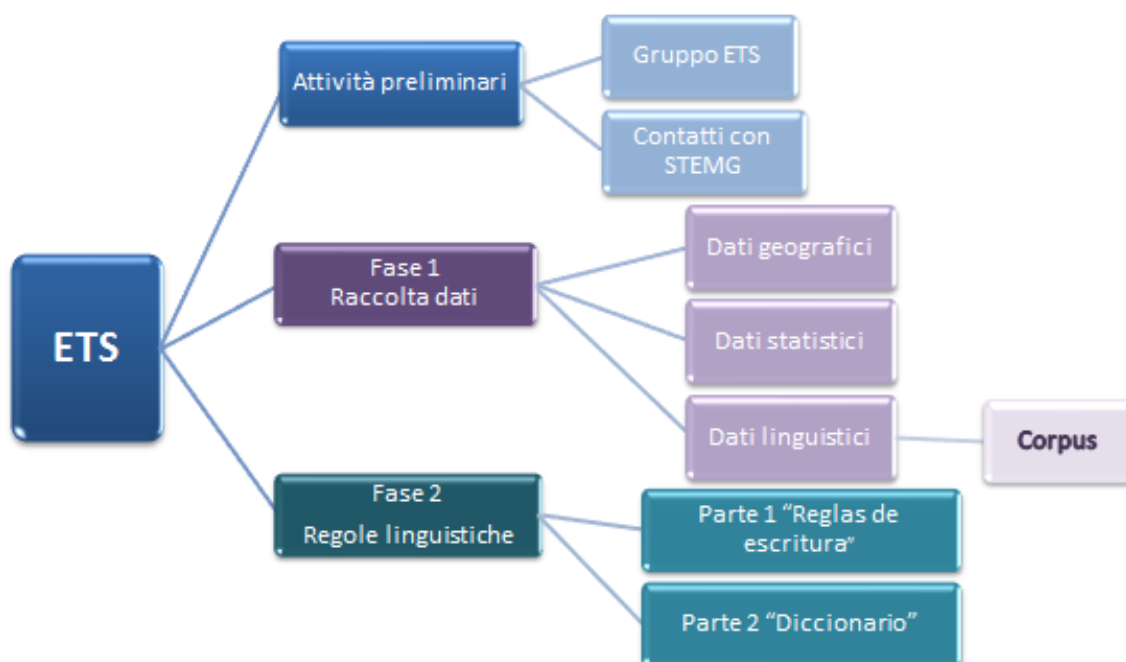 ETS
Attività preliminari
Gruppo ETS
Contatti con
STEMG
Fase 1
Raccolta dati
Dati geografici
Dati statistici
Dati linguistici
Corpus
Fase 2
Regole linguistiche
Parte 1 “Reglas de
escritura”
Parte 2 “Diccionario”